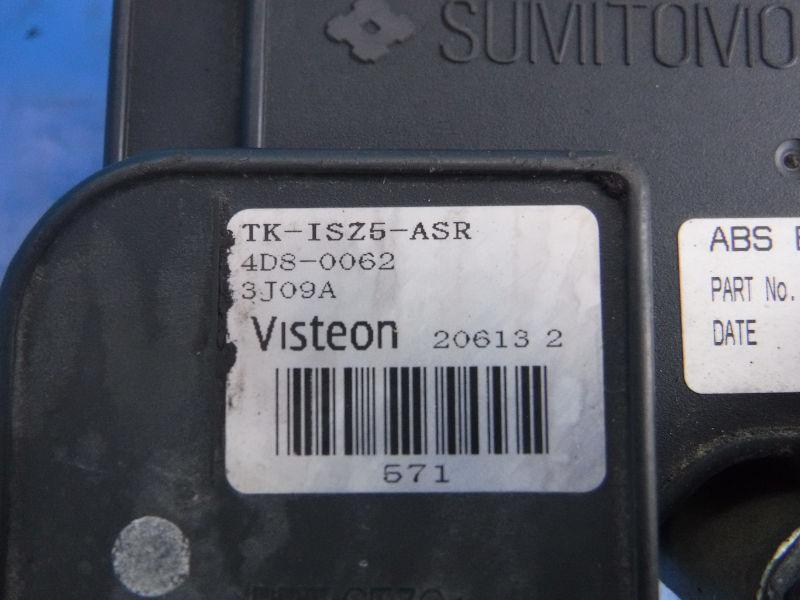 SUMITOMO
TK-ISZ5-ASR
4D8-0062
3J09A
Visteon 20613 2
571
ABS
PART No.
DATE